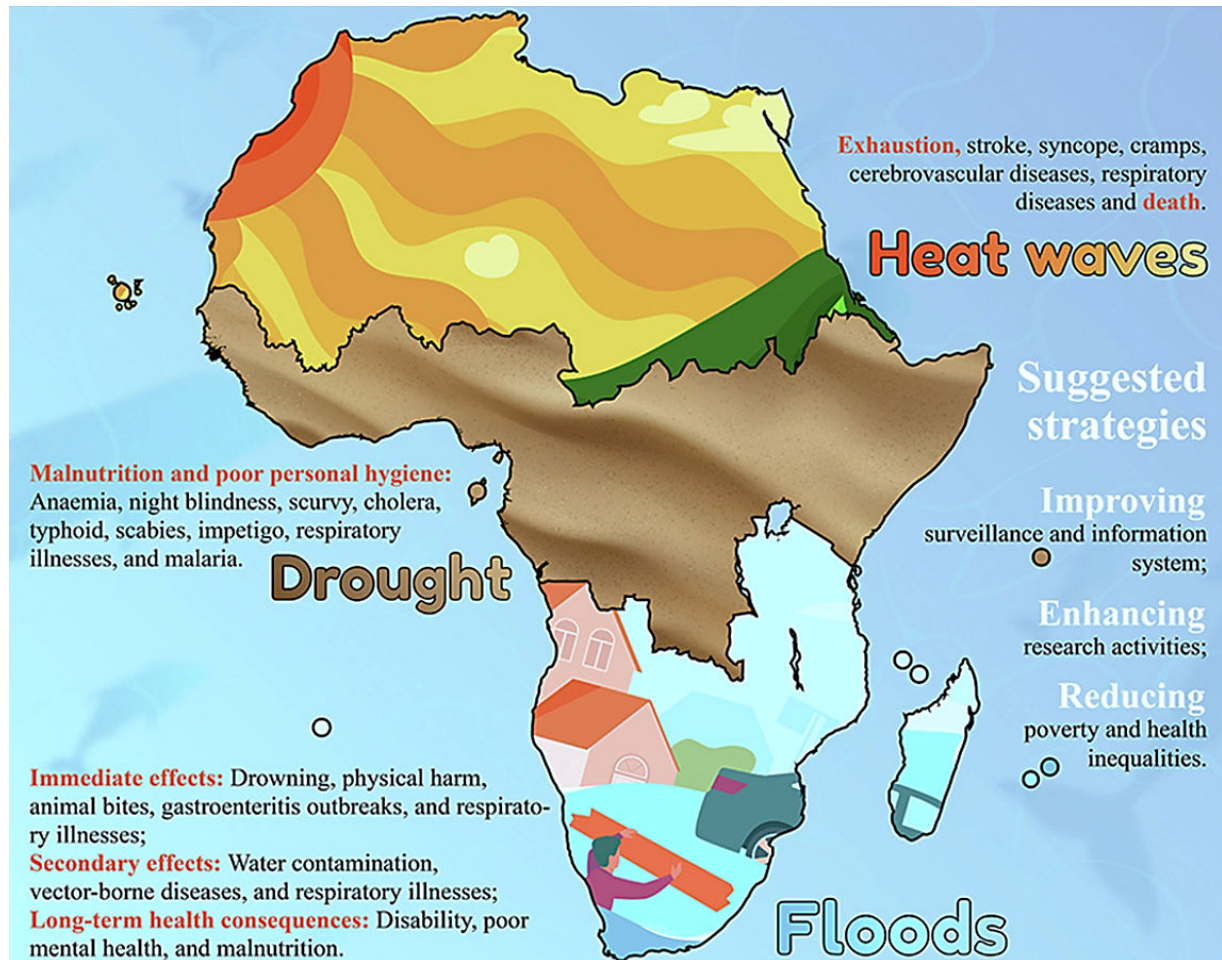 Exhaustion, stroke, syncope, cramps,
cerebrovascular diseases, respiratory
diseases and death.
Heat waves
Suggested
strategies
Improving
surveillance and information
system;
Enhancing
research activities;
Reducing
poverty and health
inequalities.
Malnutrition and poor personal hygiene:
Anaemia, night blindness, scurvy, cholera,
typhoid, scabies, impetigo, respiratory
illnesses, and malaria.
Drought
Immediate effects: Drowning, physical harm,
animal bites, gastroenteritis outbreaks, and respirato-
ry illnesses;
Secondary effects: Water contamination,
vector-borne diseases, and respiratory illnesses;
Long-term health consequences: Disability, poor
mental health, and malnutrition.
Floods